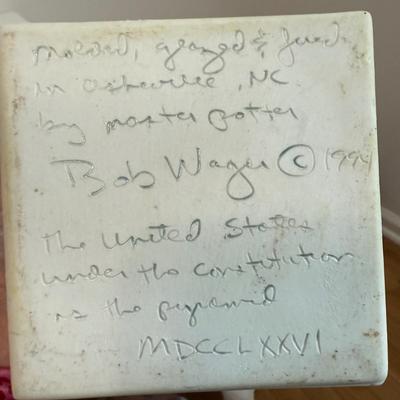 Molded, glazed & fired
in Asheville, NC
by master potter
Bob Wager © 1994
The United States
under the Constitution
is the pyramid
MDCCLXXVI